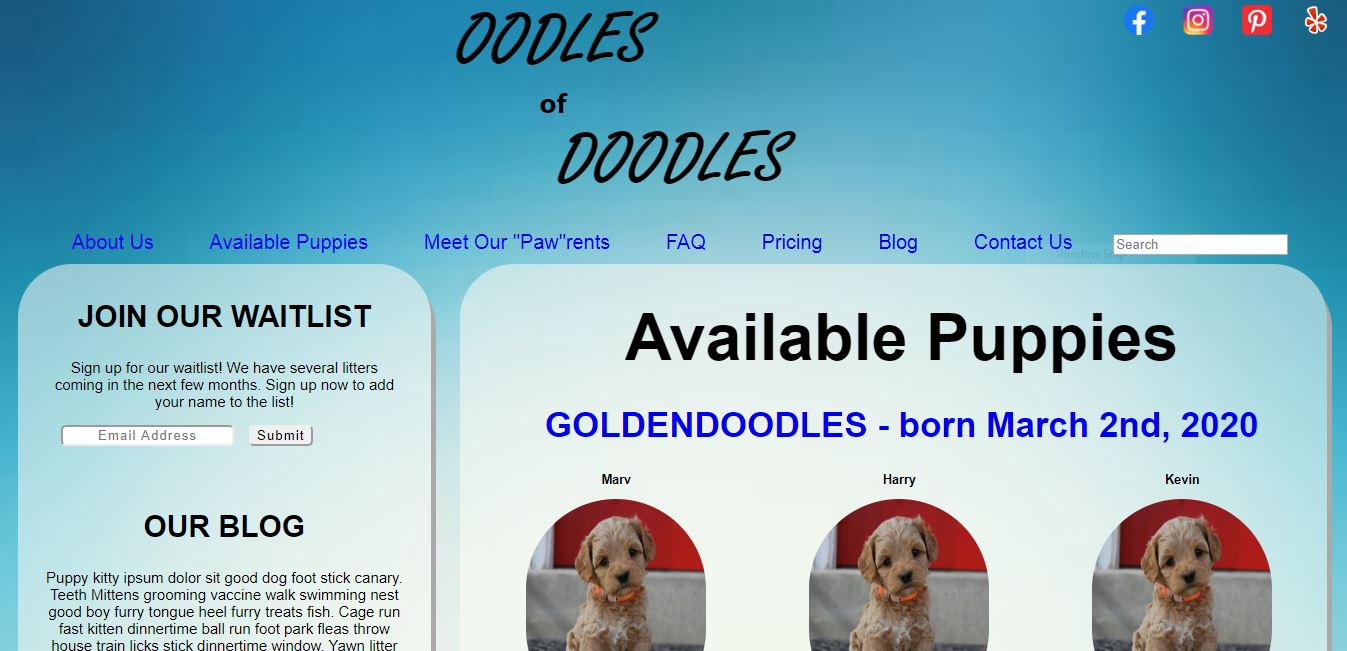 OODLES
of
DOODLES
About Us Available Puppies Meet Our "Paw"rents FAQ Pricing Blog Contact Us Search
Window Snip
JOIN OUR WAITLIST
Sign up for our waitlist! We have several litters
coming in the next few months. Sign up now to add
your name to the list!
Email Address Submit
OUR BLOG
Puppy kitty ipsum dolor sit good dog foot stick canary.
Teeth Mittens grooming vaccine walk swimming nest
good boy furry tongue heel furry treats fish. Cage run
fast kitten dinnertime ball run foot park fleas throw
house train licks stick dinnertime window. Yawn litter
Available Puppies
GOLDENDOODLES - born March 2nd, 2020
Marv Harry Kevin